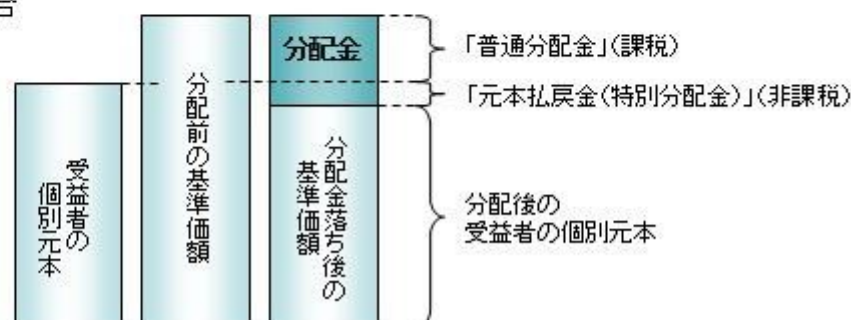 分配金
「普通分配金」(課税)
「元本払戻金(特別分配金)」(非課税)
受益者の
個別元本
分配前の基準価額
分配金落ち後の
基準価額
分配後の
受益者の個別元本